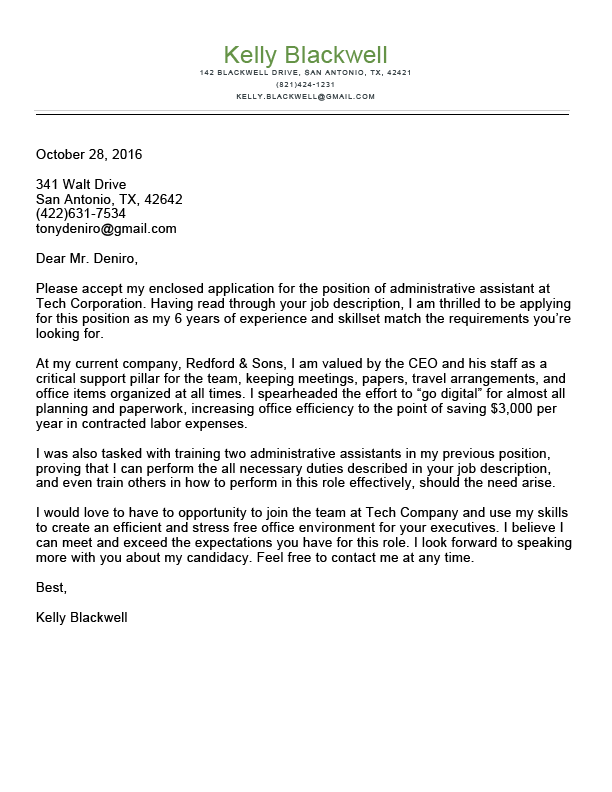 Kelly Blackwell
142 BLACKWELL DRIVE, SAN ANTONIO, TX, 42421
(821)424-1231
KELLY.BLACKWELL@GMAIL.COM
October 28, 2016
341 Walt Drive
San Antonio, TX, 42642
(422)631-7534
tonydeniro@gmail.com
Dear Mr. Deniro,
Please accept my enclosed application for the position of administrative assistant at
Tech Corporation. Having read through your job description, I am thrilled to be applying
for this position as my 6 years of experience and skillset match the requirements you’re
looking for.
At my current company, Redford & Sons, I am valued by the CEO and his staff as a
critical support pillar for the team, keeping meetings, papers, travel arrangements, and
office items organized at all times. I spearheaded the effort to “go digital” for almost all
planning and paperwork, increasing office efficiency to the point of saving $3,000 per
year in contracted labor expenses.
I was also tasked with training two administrative assistants in my previous position,
proving that I can perform the all necessary duties described in your job description,
and even train others in how to perform in this role effectively, should the need arise.
I would love to have to opportunity to join the team at Tech Company and use my skills
to create an efficient and stress free office environment for your executives. I believe I
can meet and exceed the expectations you have for this role. I look forward to speaking
more with you about my candidacy. Feel free to contact me at any time.
Best,
Kelly Blackwell